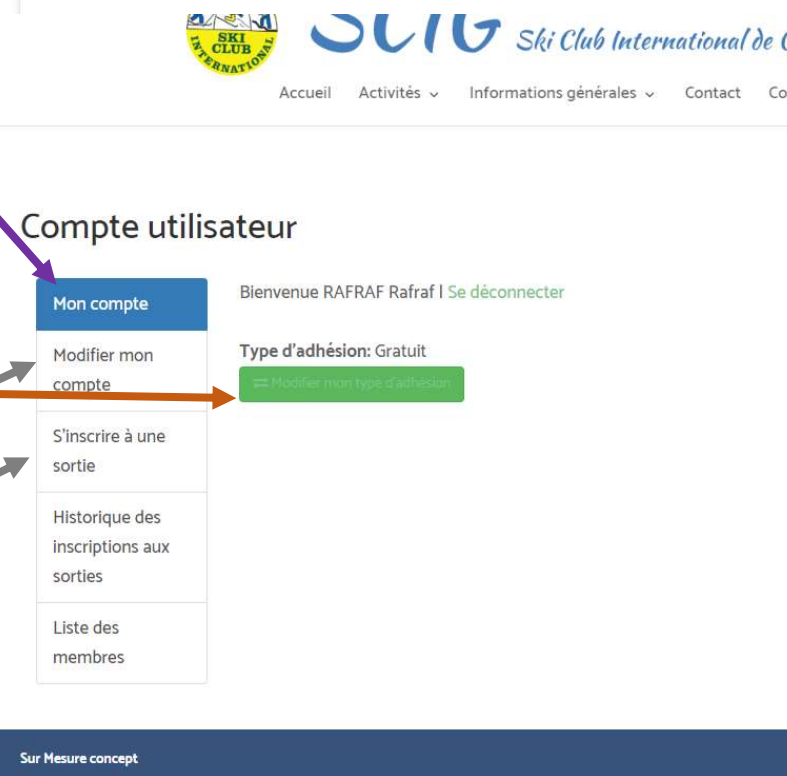 SKI
CLUB
INTERNATIONAL
SCIG Ski Club International de
Accueil Activités Informations générales Contact Co
Compte utilisateur
Mon compte
Bienvenue RAFRAF Rafraf | Se déconnecter
Modifier mon
compte
Type d'adhésion: Gratuit
Modifier mon type d'adhésion
S'inscrire à une
sortie
Historique des
inscriptions aux
sorties
Liste des
membres
Sur Mesure concept